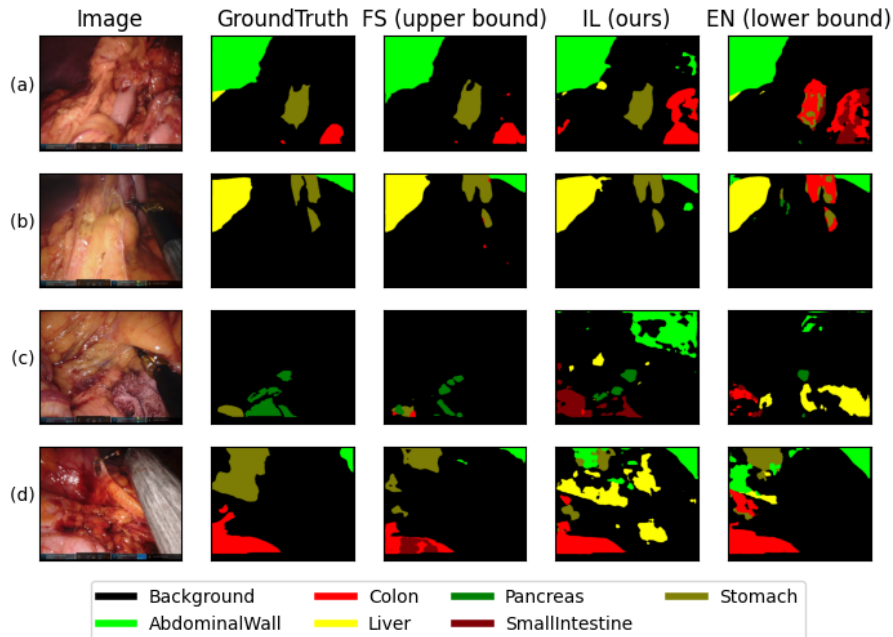 Image GroundTruth FS (upper bound) IL (ours) EN (lower bound)
(a)
(b)
(c)
(d)
Background Colon Pancreas Stomach
AbdominalWall Liver SmallIntestine